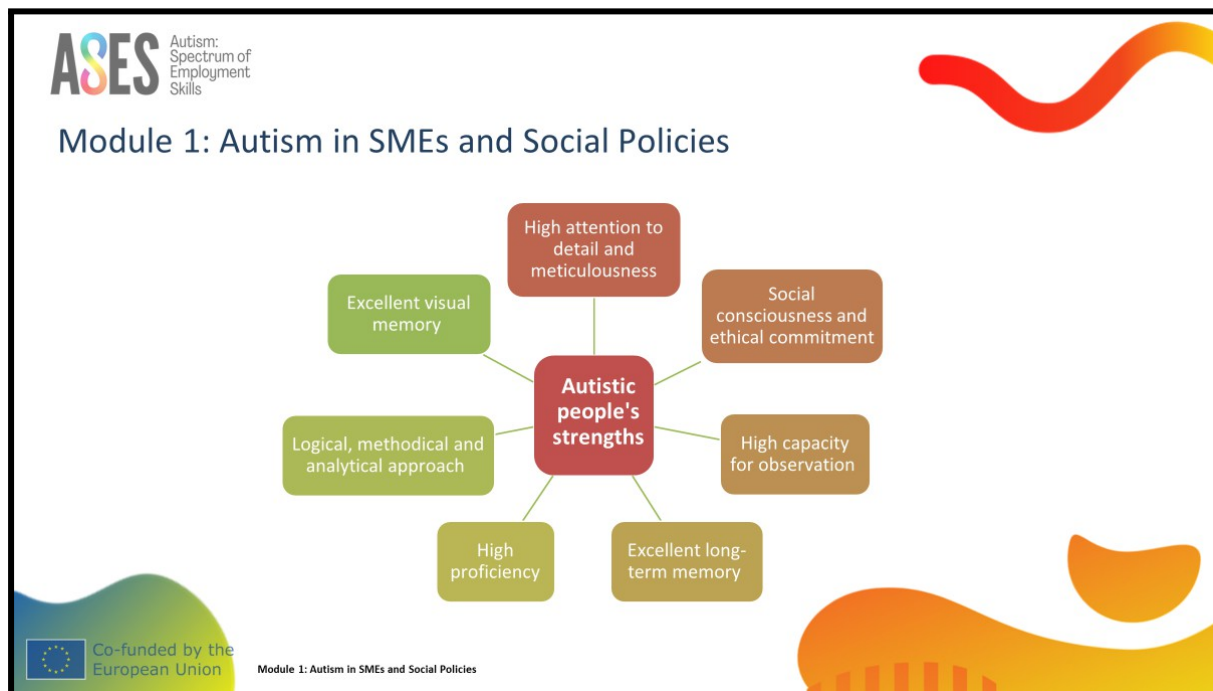 ASES
Autism:
Spectrum of
Employment
Skills
Module 1: Autism in SMEs and Social Policies
High attention to
detail and
meticulousness
Excellent visual
memory
Social
consciousness and
ethical commitment
Autistic
people's
strengths
Logical, methodical and
analytical approach
High capacity
for observation
High
proficiency
Excellent long-
term memory
Co-funded by the
European Union
Module 1: Autism in SMEs and Social Policies